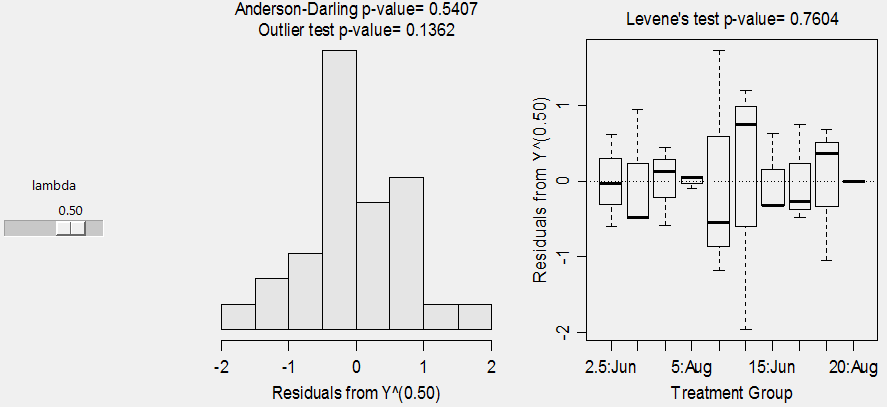 lambda
0.50
Anderson-Darling p-value= 0.5407
Outlier test p-value= 0.1362
-2 -1 0 1 2
Residuals from Y^(0.50)
Levene's test p-value= 0.7604
Residuals from Y^(0.50)
1
0
-1
-2
2.5:Jun 5:Aug 15:Jun 20:Aug
Treatment Group